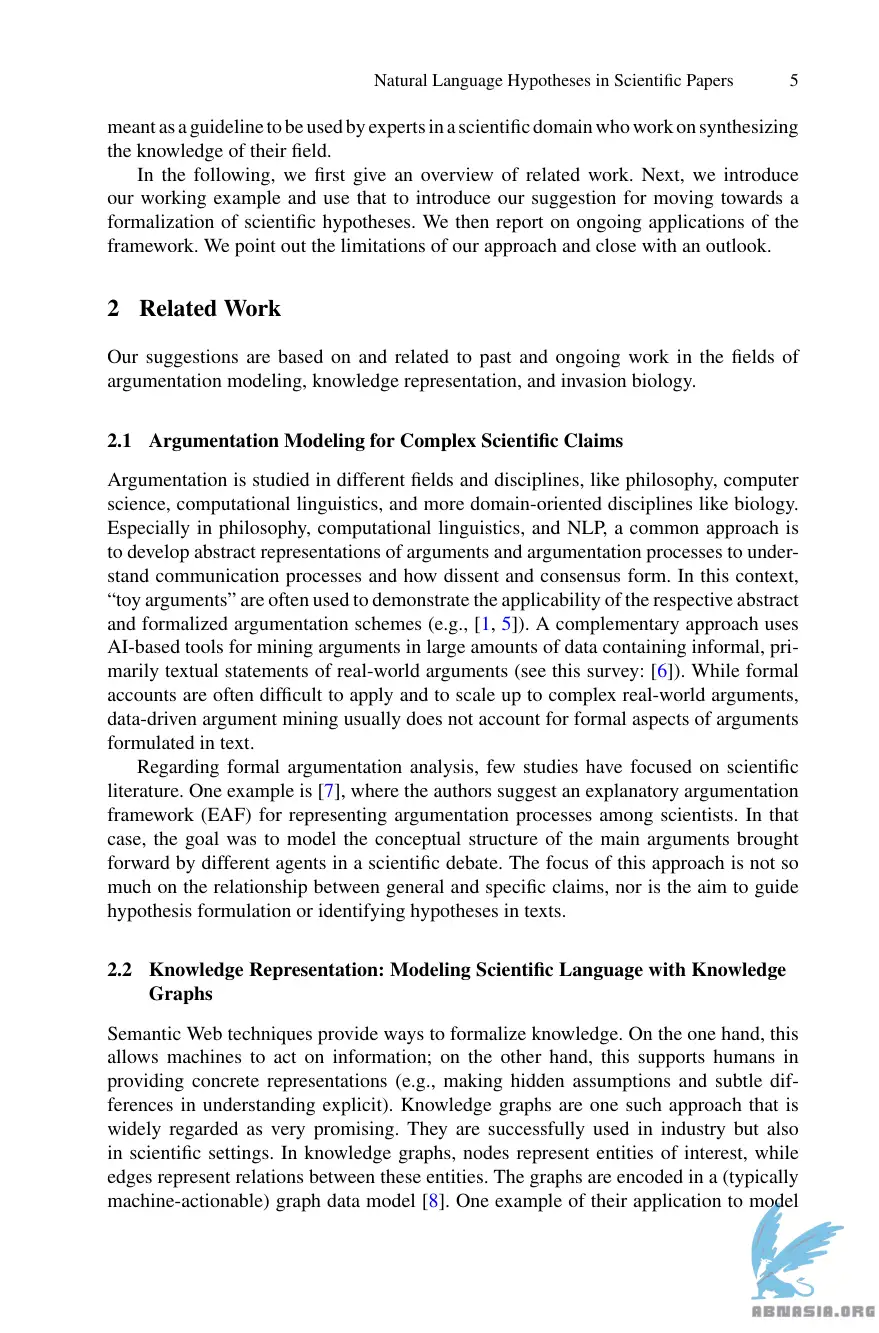 Natural Language Hypotheses in Scientific Papers 5
meant as a guideline to be used by experts in a scientific domain who work on synthesizing
the knowledge of their field.
In the following, we first give an overview of related work. Next, we introduce
our working example and use that to introduce our suggestion for moving towards a
formalization of scientific hypotheses. We then report on ongoing applications of the
framework. We point out the limitations of our approach and close with an outlook.
2 Related Work
Our suggestions are based on and related to past and ongoing work in the fields of
argumentation modeling, knowledge representation, and invasion biology.
2.1 Argumentation Modeling for Complex Scientific Claims
Argumentation is studied in different fields and disciplines, like philosophy, computer
science, computational linguistics, and more domain-oriented disciplines like biology.
Especially in philosophy, computational linguistics, and NLP, a common approach is
to develop abstract representations of arguments and argumentation processes to under-
stand communication processes and how dissent and consensus form. In this context,
“toy arguments” are often used to demonstrate the applicability of the respective abstract
and formalized argumentation schemes (e.g., [1, 5]). A complementary approach uses
AI-based tools for mining arguments in large amounts of data containing informal, pri-
marily textual statements of real-world arguments (see this survey: [6]). While formal
accounts are often difficult to apply and to scale up to complex real-world arguments,
data-driven argument mining usually does not account for formal aspects of arguments
formulated in text.
Regarding formal argumentation analysis, few studies have focused on scientific
literature. One example is [7], where the authors suggest an explanatory argumentation
framework (EAF) for representing argumentation processes among scientists. In that
case, the goal was to model the conceptual structure of the main arguments brought
forward by different agents in a scientific debate. The focus of this approach is not so
much on the relationship between general and specific claims, nor is the aim to guide
hypothesis formulation or identifying hypotheses in texts.
2.2 Knowledge Representation: Modeling Scientific Language with Knowledge
Graphs
Semantic Web techniques provide ways to formalize knowledge. On the one hand, this
allows machines to act on information; on the other hand, this supports humans in
providing concrete representations (e.g., making hidden assumptions and subtle dif-
ferences in understanding explicit). Knowledge graphs are one such approach that is
widely regarded as very promising. They are successfully used in industry but also
in scientific settings. In knowledge graphs, nodes represent entities of interest, while
edges represent relations between these entities. The graphs are encoded in a (typically
machine-actionable) graph data model [8]. One example of their application to model
ABNASIA.ORG